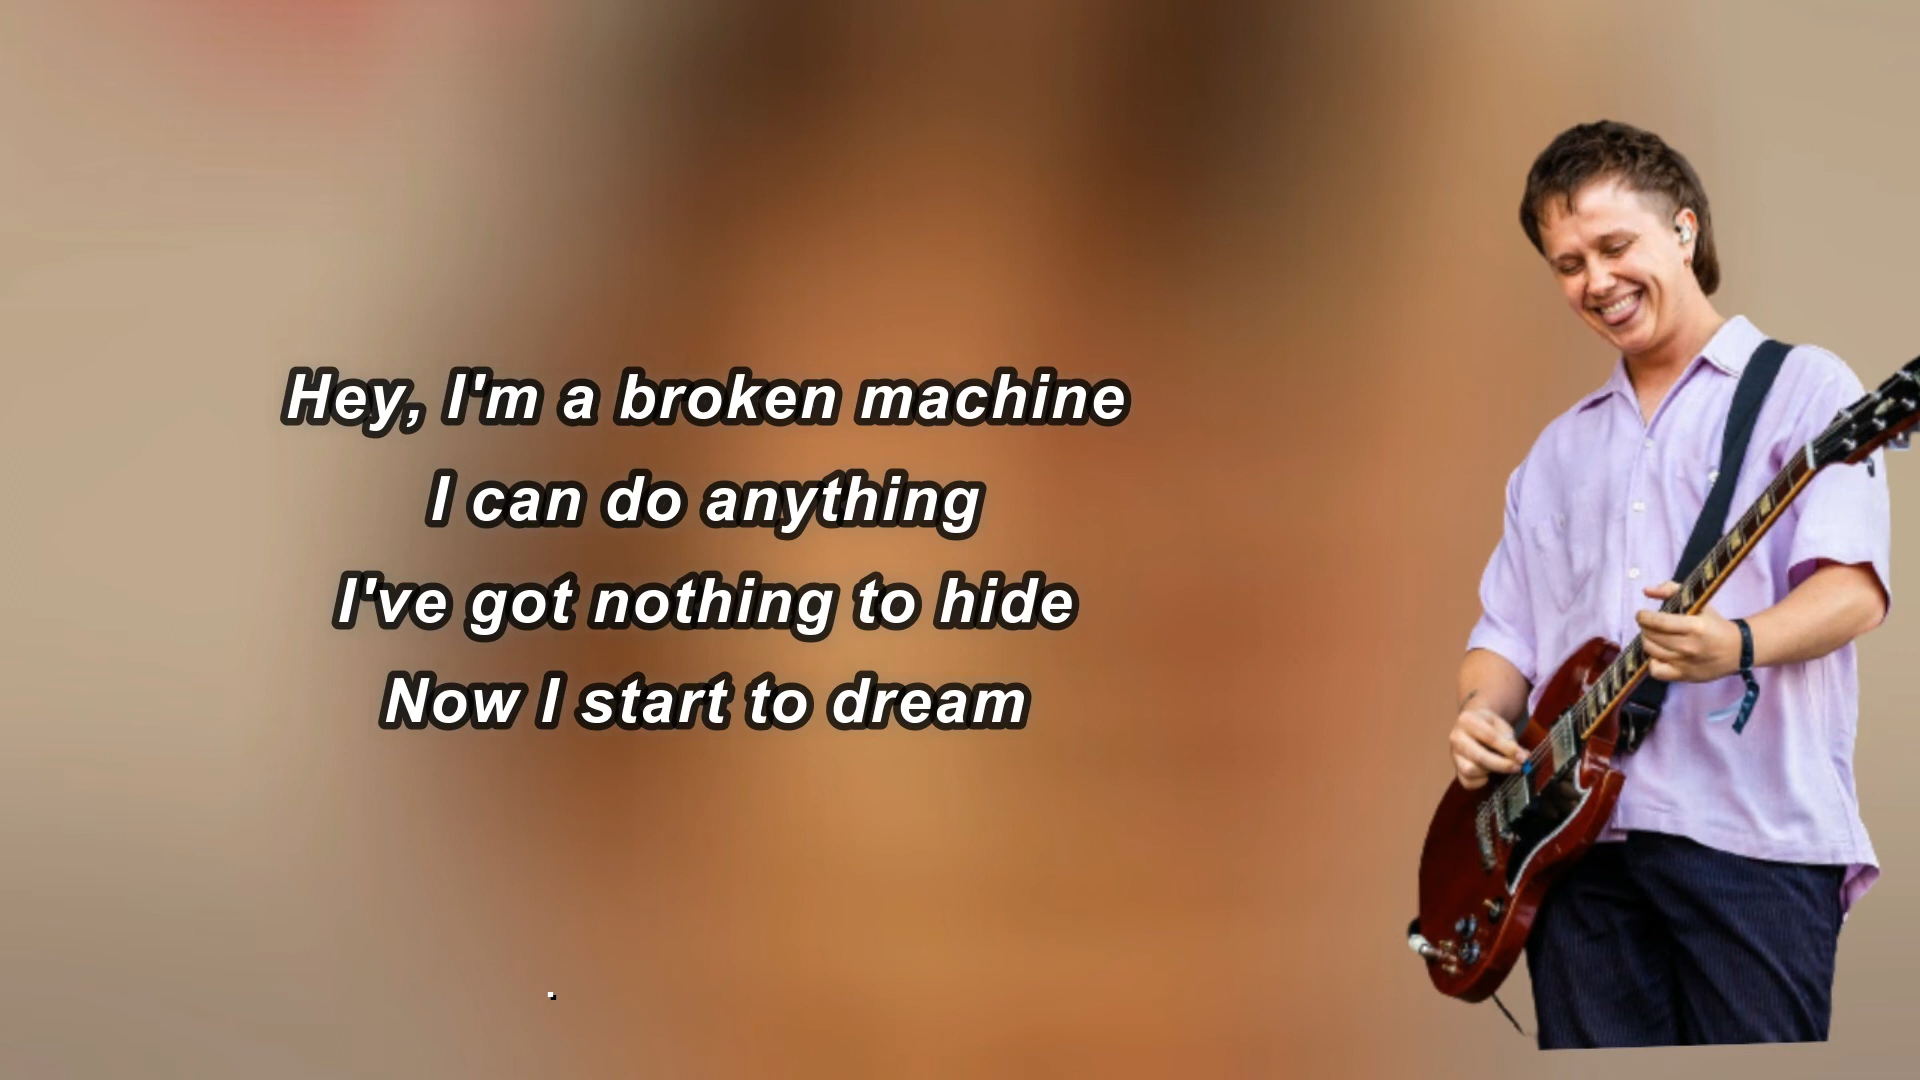 Hey, I'm a broken machine
I can do anything
I've got nothing to hide
Now I start to dream